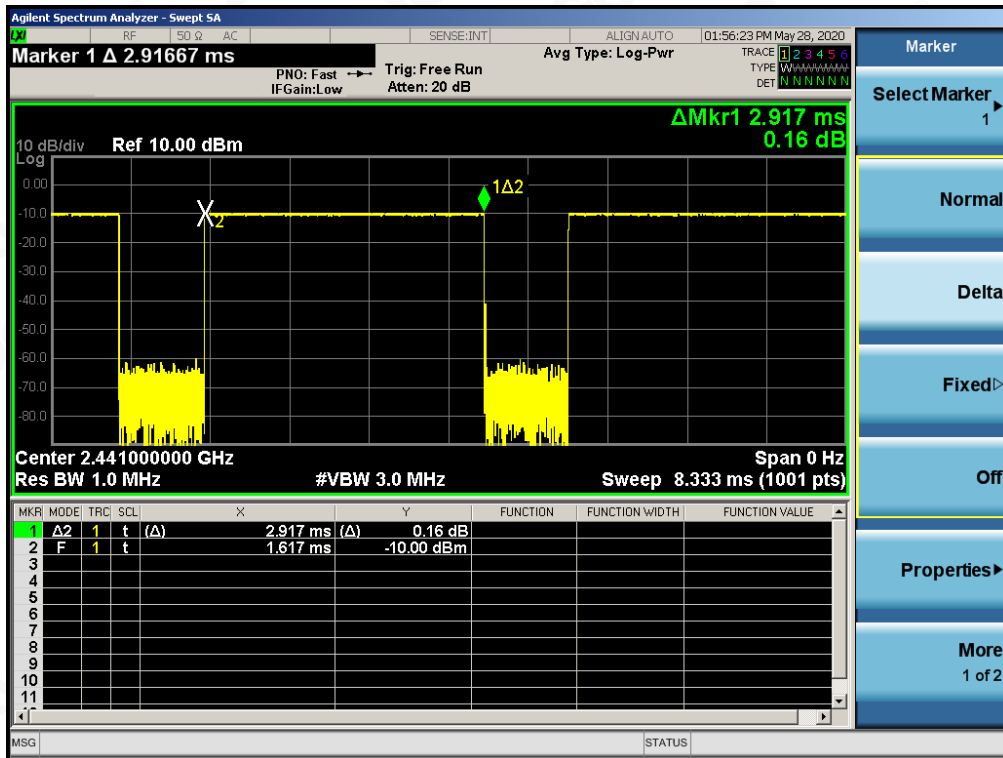 Agilent Spectrum Analyzer - Swept SA
LXI RF 50 Ω AC SENSE:INT ALIGN AUTO 01:56:23 PM May 28, 2020
Marker 1 Δ 2.91667 ms
PNO: Fast
IFGain:Low
Trig: Free Run
Atten: 20 dB
Avg Type: Log-Pwr
TRACE 1 2 3 4 5 6
TYPE W
DET N N N N N N
ΔMkr1 2.917 ms
0.16 dB
10 dB/div Ref 10.00 dBm
Log
0.00
-10.0
-20.0
-30.0
-40.0
-50.0
-60.0
-70.0
-80.0
2
1Δ2
Center 2.441000000 GHz Span 0 Hz
Res BW 1.0 MHz #VBW 3.0 MHz Sweep 8.333 ms (1001 pts)
MKR MODE TRC SCL X Y FUNCTION FUNCTION WIDTH FUNCTION VALUE
1 Δ2 1 t (Δ) 2.917 ms (Δ) 0.16 dB
2 F 1 t 1.617 ms -10.00 dBm
3
4
5
6
7
8
9
10
11
MSG STATUS
Marker
Select Marker
1
Normal
Delta
Fixed
Off
Properties
More
1 of 2